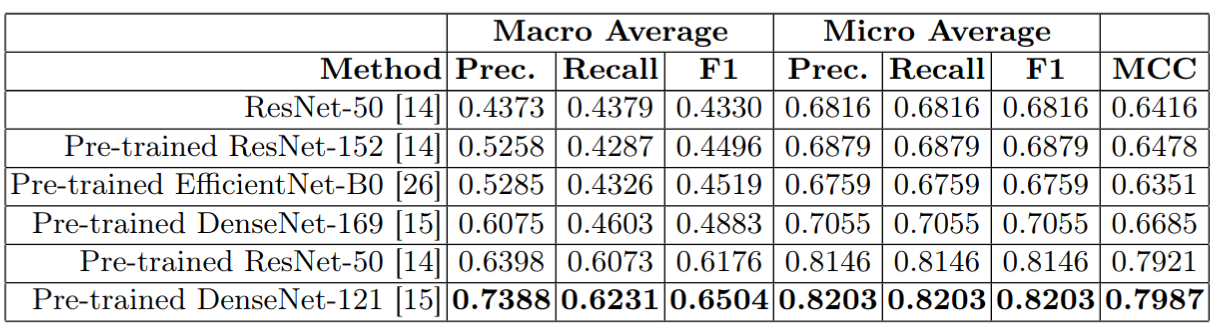 Macro Average Micro Average
Method Prec. Recall F1 Prec. Recall F1 MCC
ResNet-50 [14] 0.4373 0.4379 0.4330 0.6816 0.6816 0.6816 0.6416
Pre-trained ResNet-152 [14] 0.5258 0.4287 0.4496 0.6879 0.6879 0.6879 0.6478
Pre-trained EfficientNet-B0 [26] 0.5285 0.4326 0.4519 0.6759 0.6759 0.6759 0.6351
Pre-trained DenseNet-169 [15] 0.6075 0.4603 0.4883 0.7055 0.7055 0.7055 0.6685
Pre-trained ResNet-50 [14] 0.6398 0.6073 0.6176 0.8146 0.8146 0.8146 0.7921
Pre-trained DenseNet-121 [15] 0.7388 0.6231 0.6504 0.8203 0.8203 0.8203 0.7987